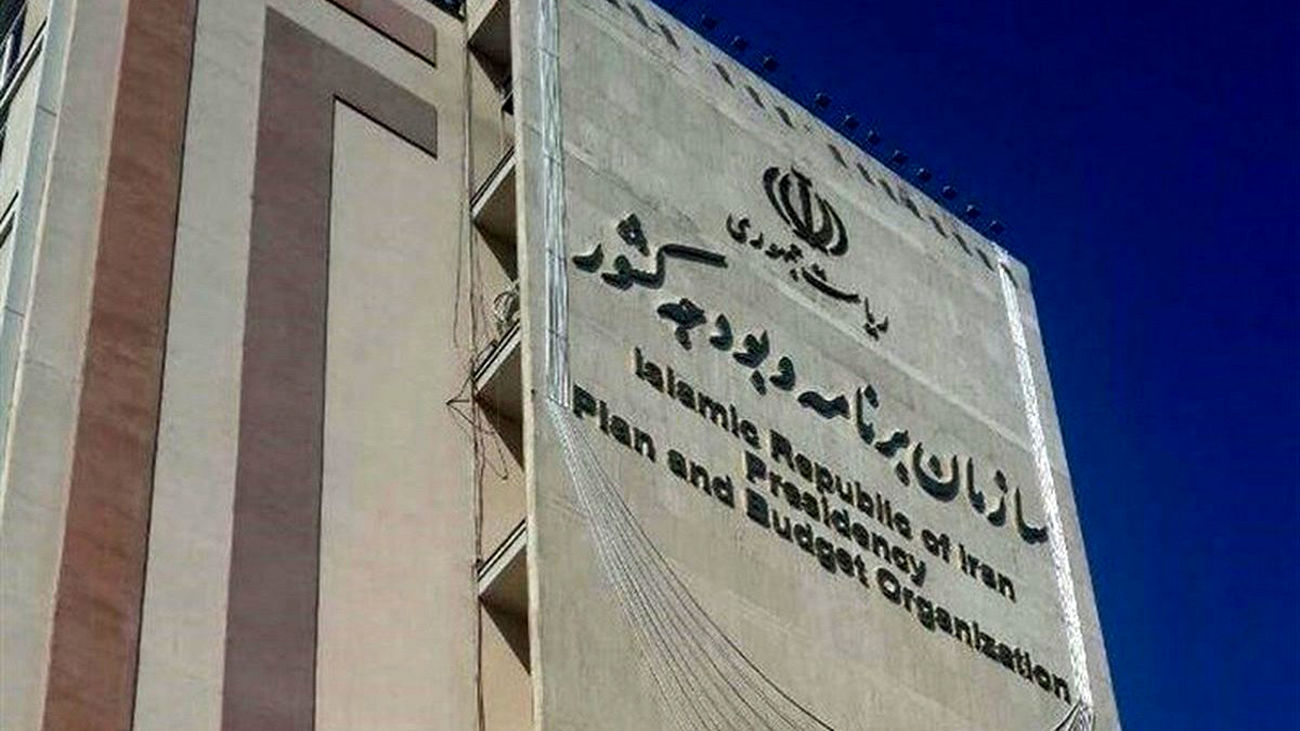 ریاست جمهوری
سازمان برنامه و بودجه کشور
Islamic Republic of Iran
Presidency
Plan and Budget Organization